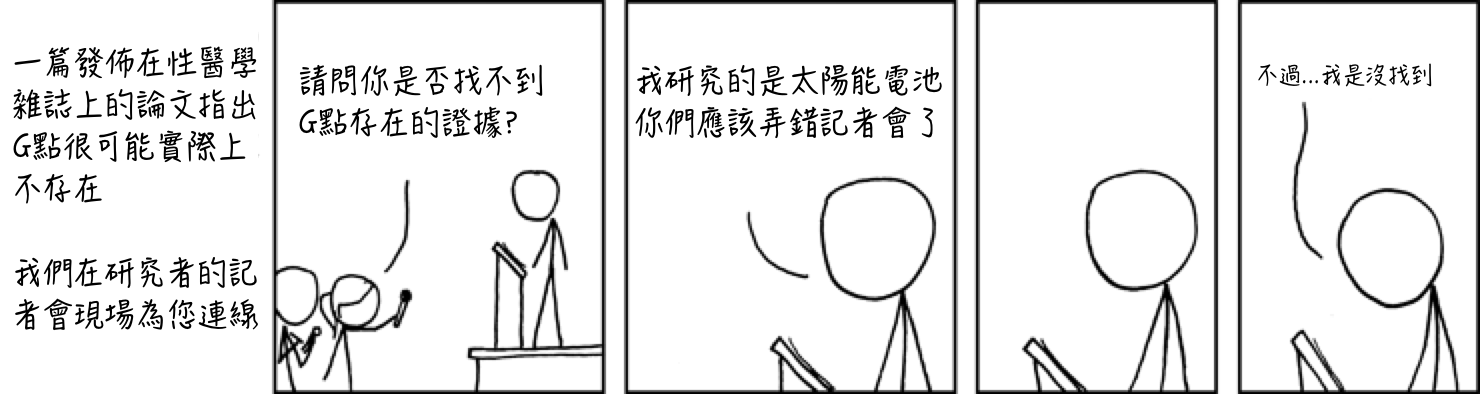 一篇發佈在性醫學
雜誌上的論文指出
G點很可能實際上
不存在
我們在研究者的記
者會現場為您連線
請問你是否找不到
G點存在的證據?
我研究的是太陽能電池
你們應該弄錯記者會了
不過...我是沒找到